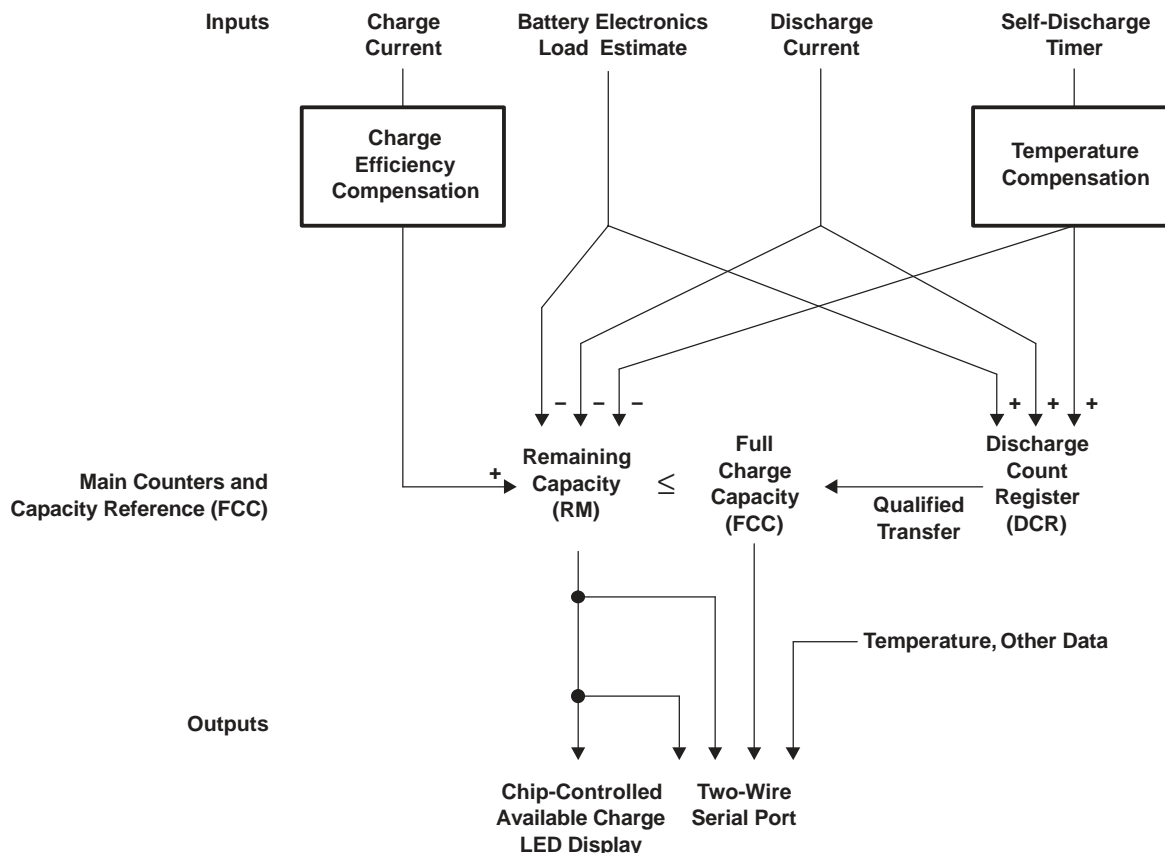 Inputs
Charge
Current
Battery Electronics
Load Estimate
Discharge
Current
Self-Discharge
Timer
Charge
Efficiency
Compensation
Temperature
Compensation
− − −
+ + +
Main Counters and
Capacity Reference (FCC)
+
Remaining
Capacity
(RM)
≤
Full
Charge
Capacity
(FCC)
Qualified
Transfer
Discharge
Count
Register
(DCR)
Temperature, Other Data
Outputs
Chip-Controlled
Available Charge
LED Display
Two-Wire
Serial Port